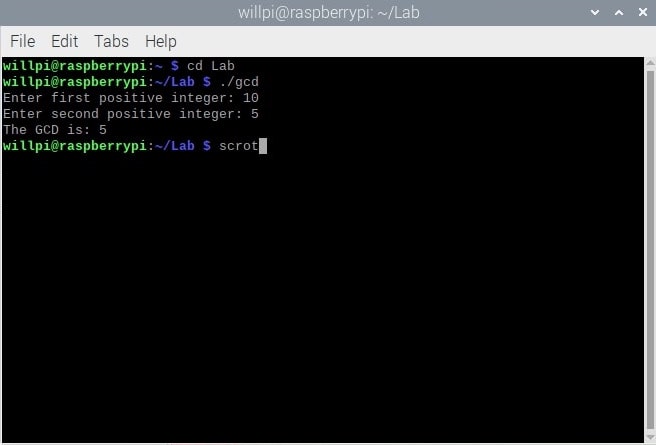 willpi@raspberrypi: ~/Lab
File Edit Tabs Help
willpi@raspberrypi:~ $ cd Lab
willpi@raspberrypi:~/Lab $ ./gcd
Enter first positive integer: 10
Enter second positive integer: 5
The GCD is: 5
willpi@raspberrypi:~/Lab $ scrot